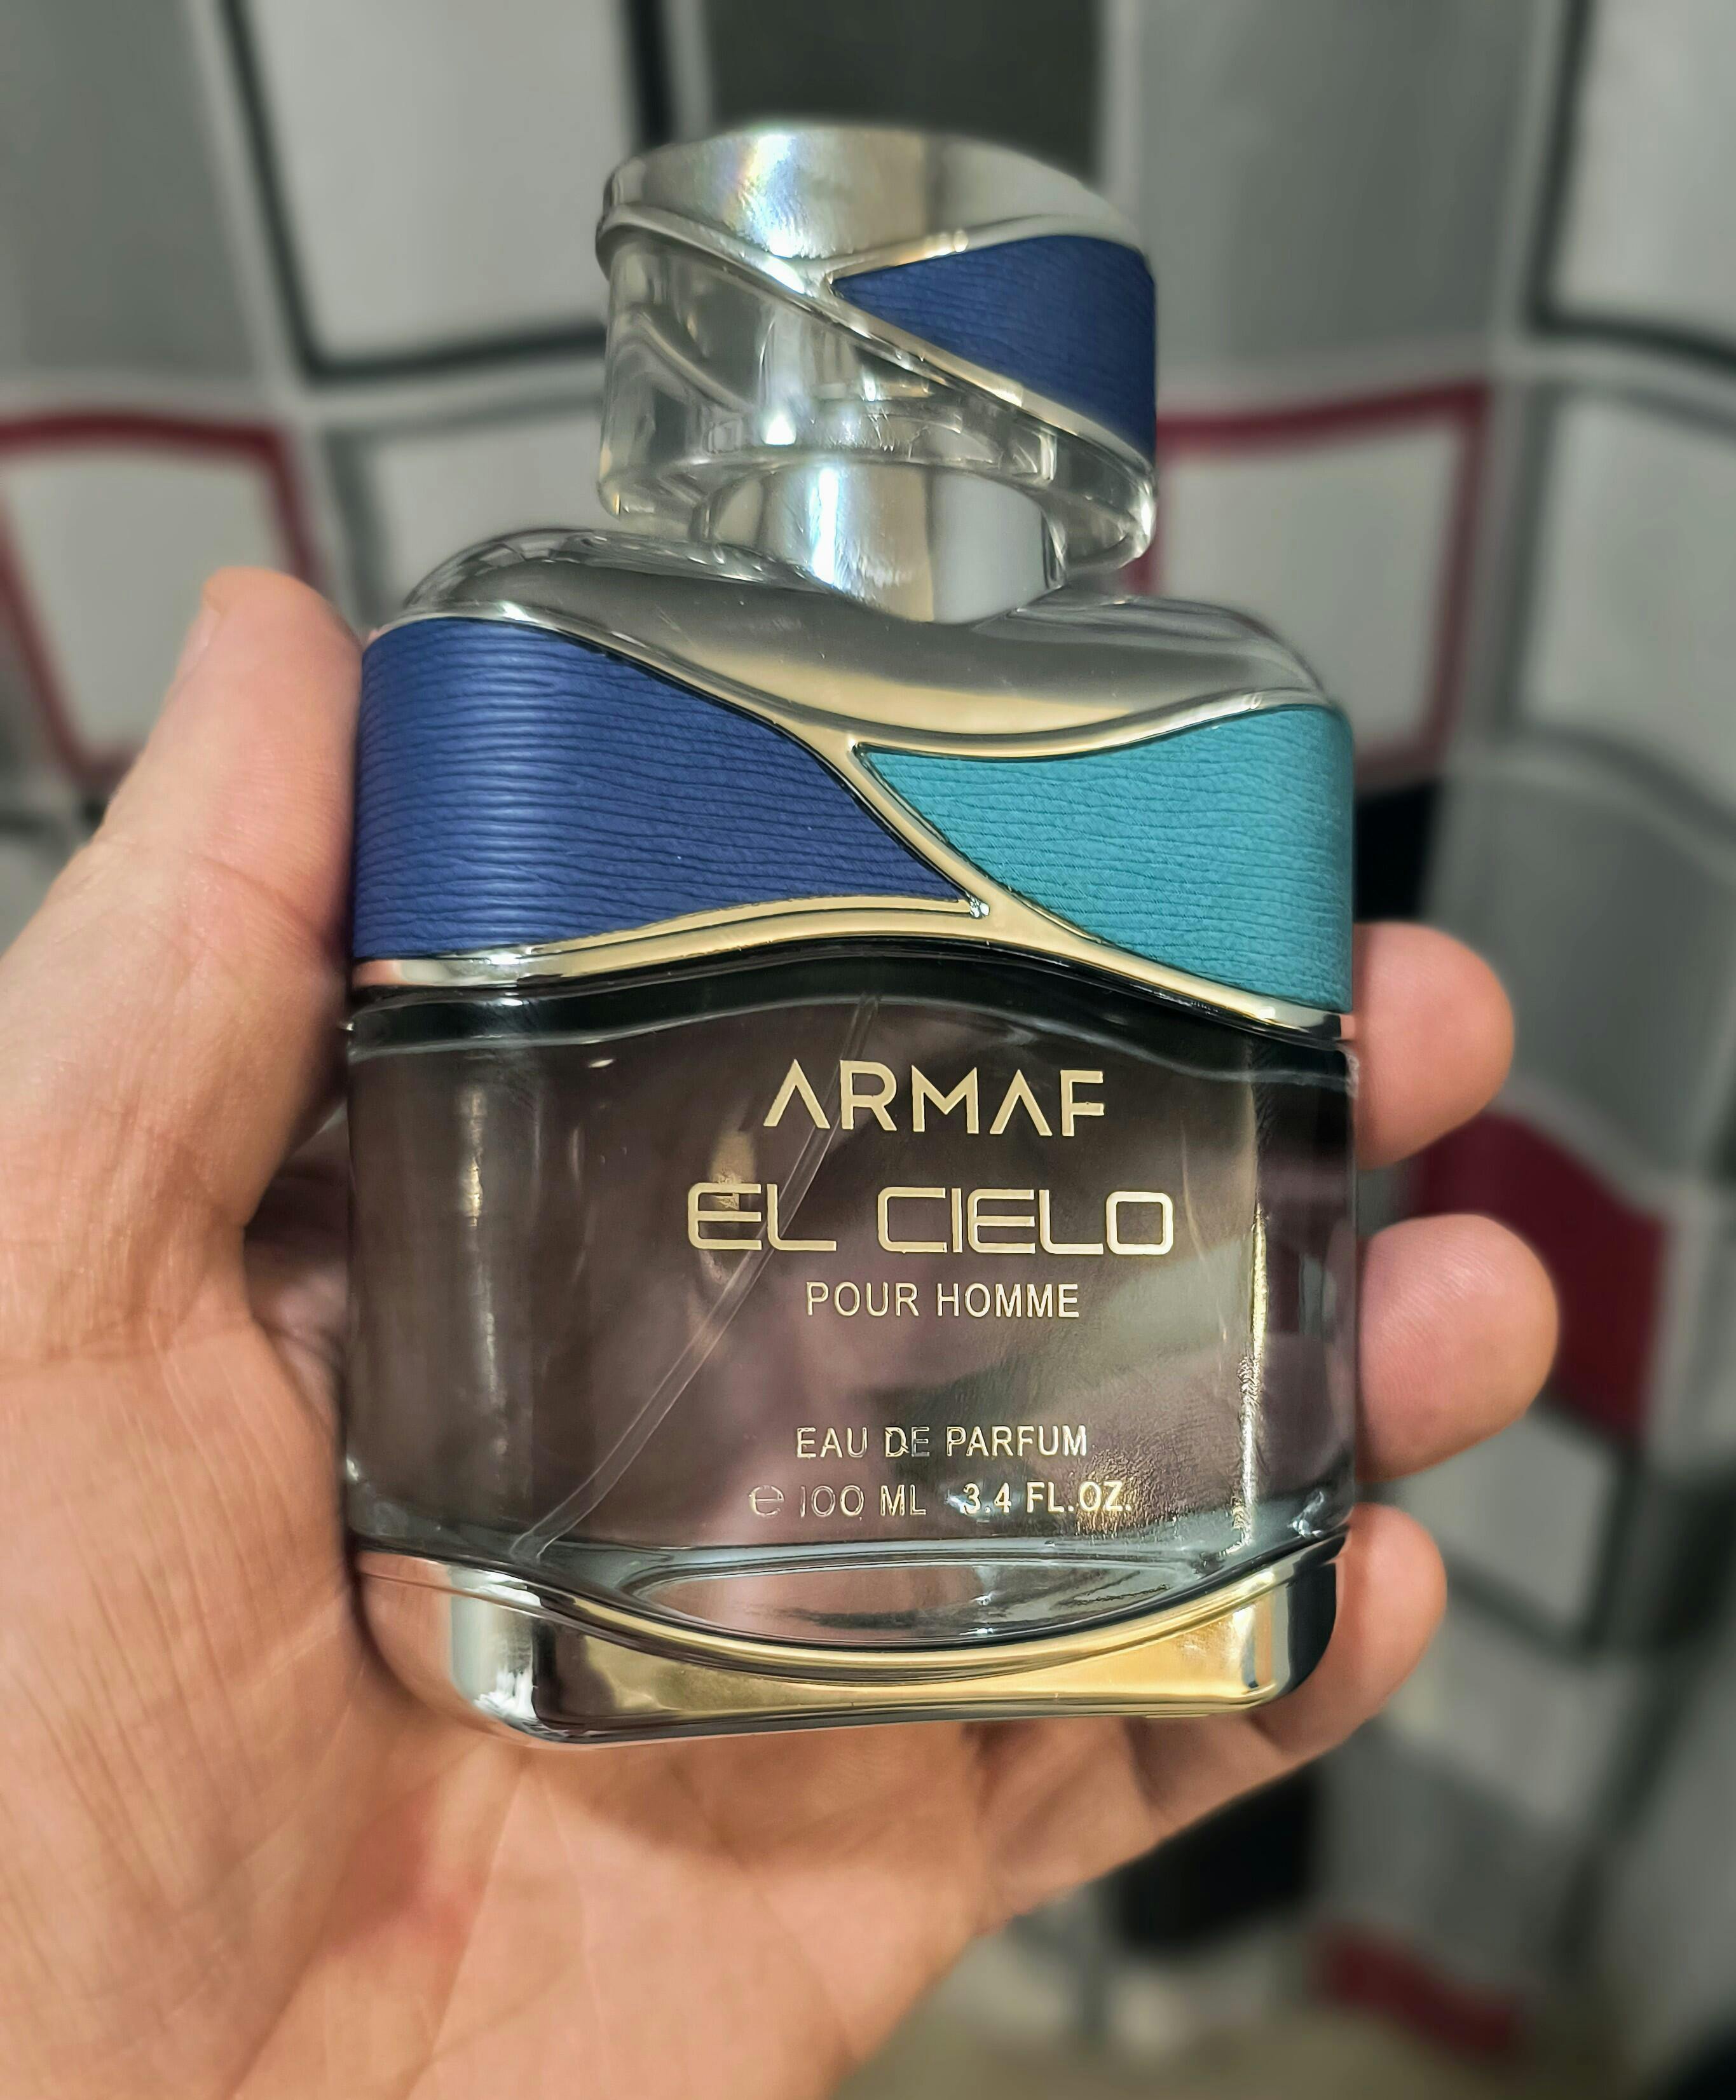 ARMAF
EL CIELO
POUR HOMME
EAU DE PARFUM
℮ 100 ML 3.4 FL.OZ.